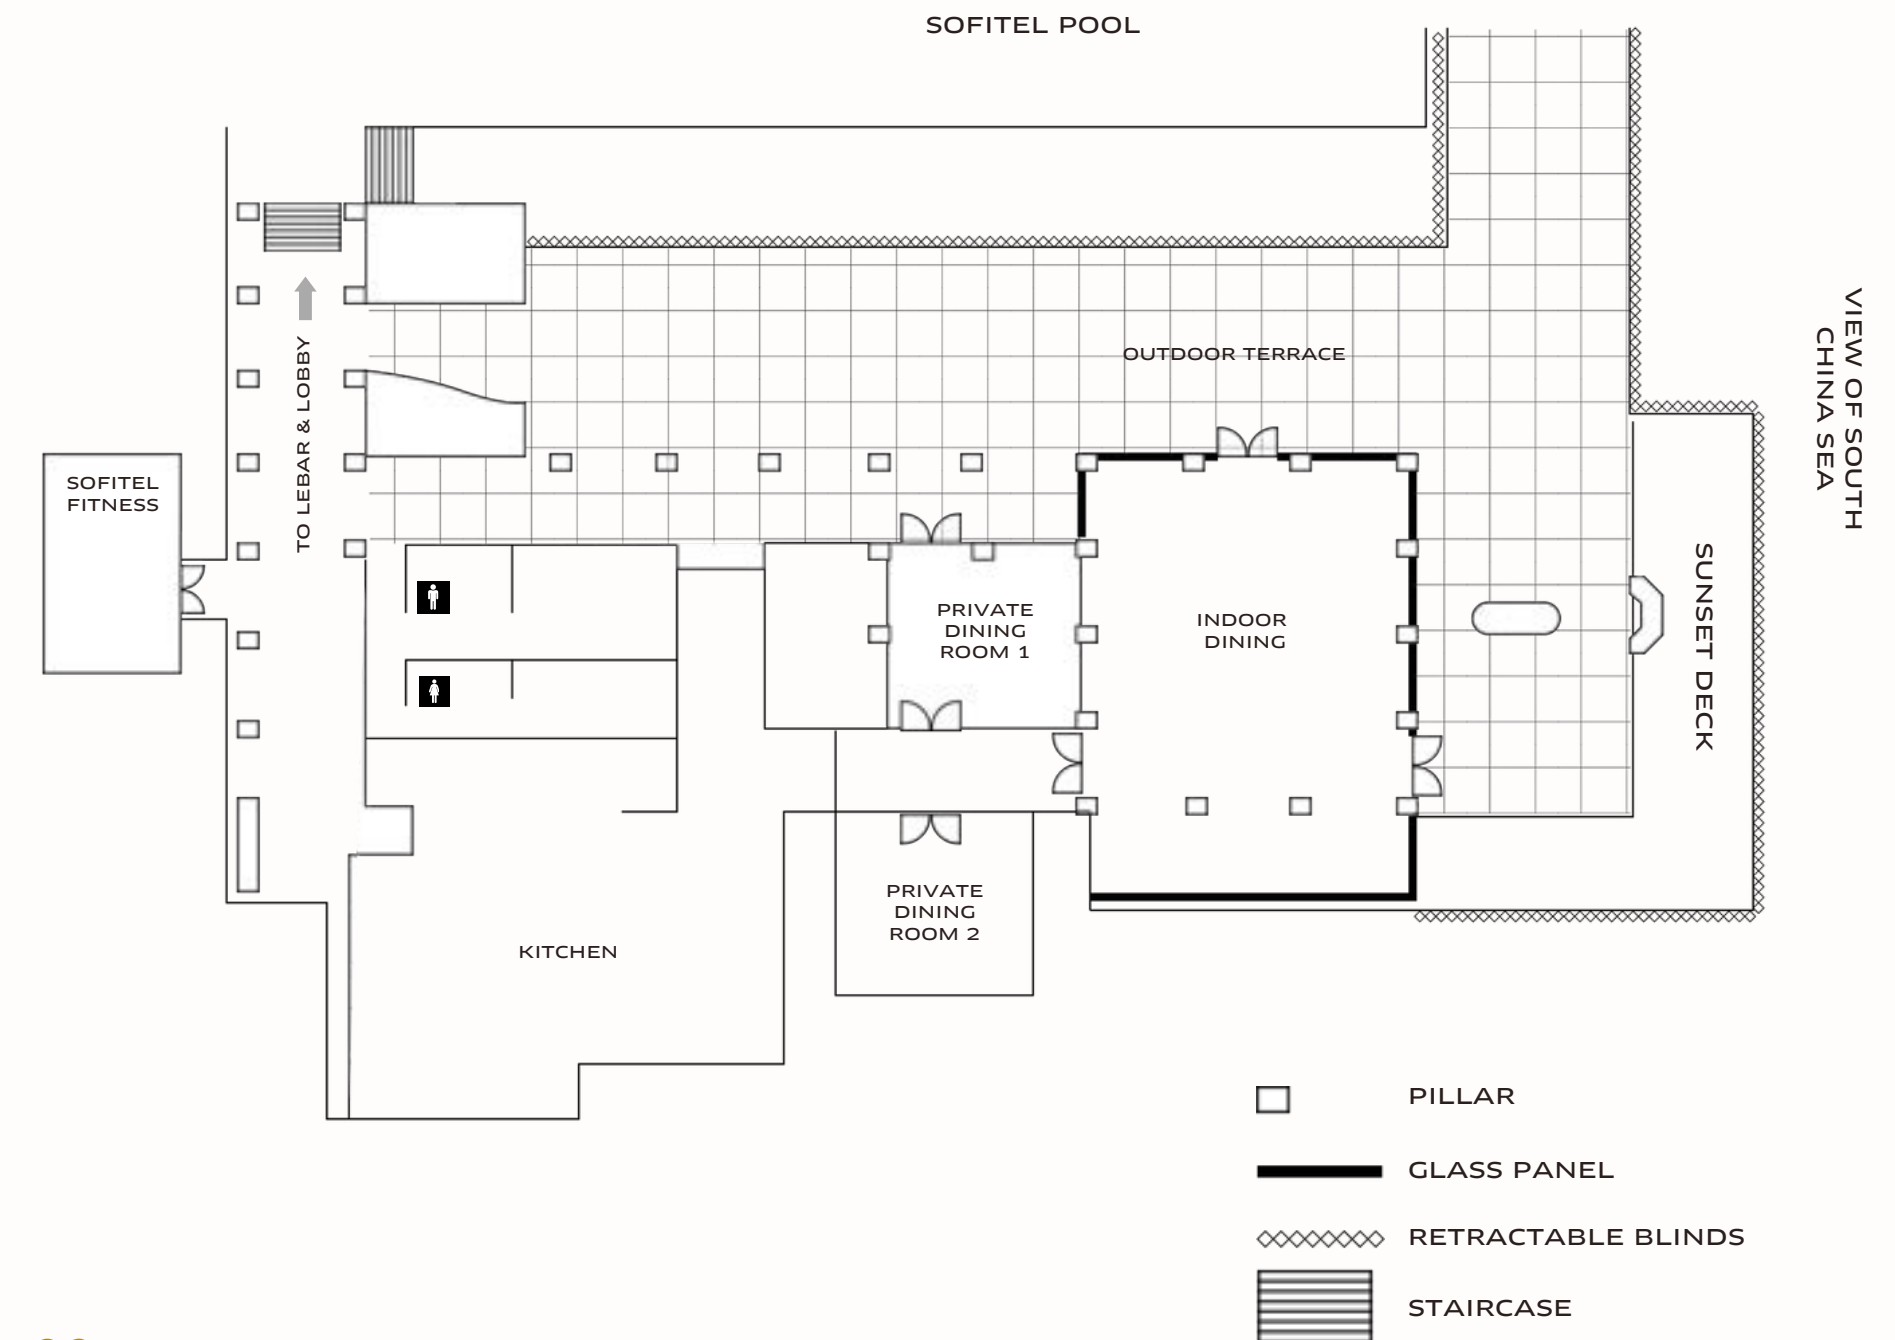 SOFITEL POOL
OUTDOOR TERRACE
VIEW OF SOUTH
CHINA SEA
TO LEBAR & LOBBY
SOFITEL
FITNESS
PRIVATE
DINING
ROOM 1
INDOOR
DINING
SUNSET DECK
PRIVATE
DINING
ROOM 2
KITCHEN
PILLAR
GLASS PANEL
RETRACTABLE BLINDS
STAIRCASE